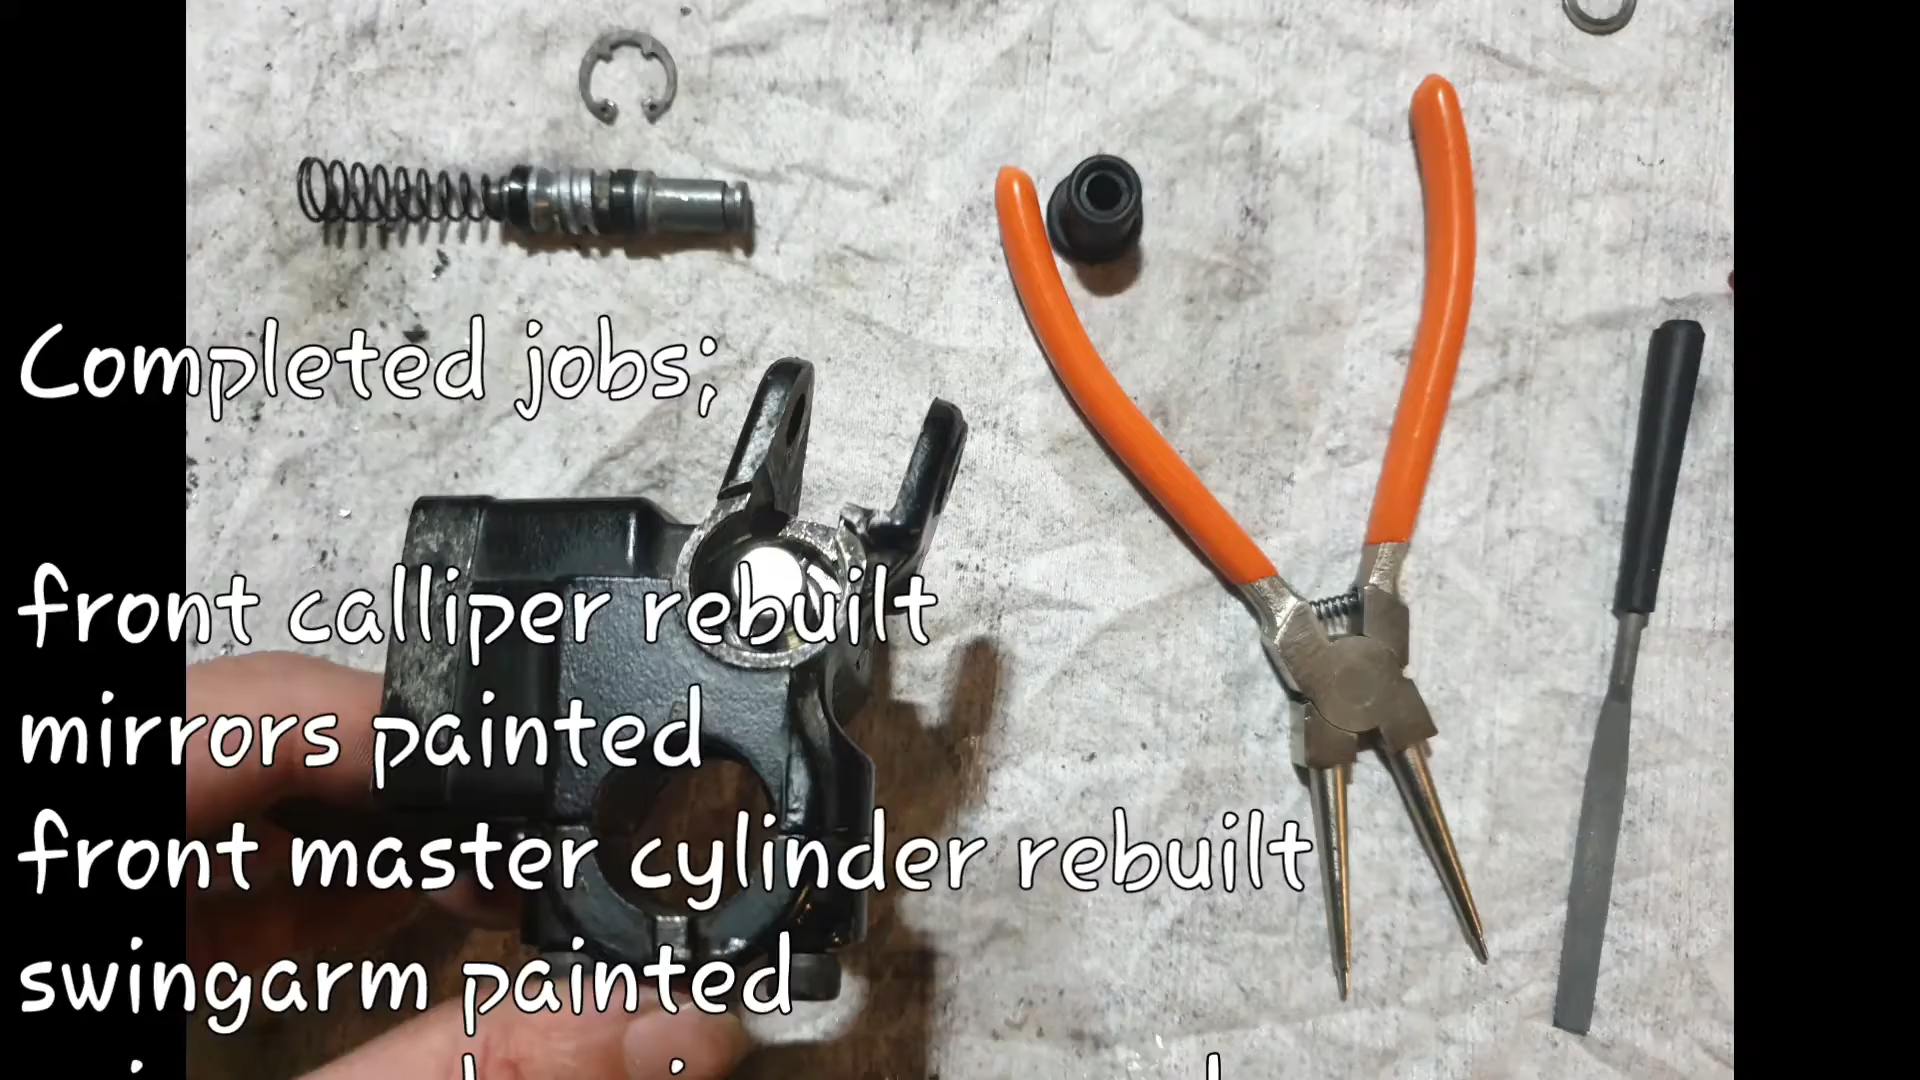 Completed jobs;
front calliper rebuilt
mirrors painted
front master cylinder rebuilt
swingarm painted